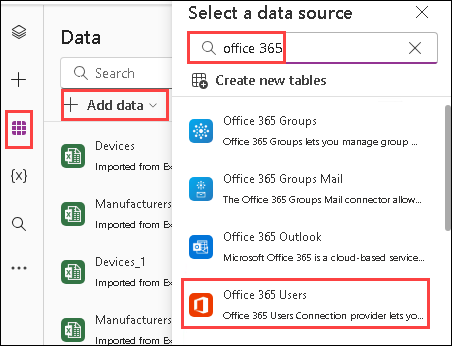 Data
Search
Add data
Devices
Imported from Ex
Manufacturers
Imported from Ex
Devices_1
Imported from Ex
Manufacturers
Imported from Ex
{x}
Select a data source
office 365
Create new tables
Office 365 Groups
Office 365 Groups lets you manage group ...
Office 365 Groups Mail
The Office 365 Groups Mail connector allow...
Office 365 Outlook
Microsoft Office 365 is a cloud-based service...
Office 365 Users
Office 365 Users Connection provider lets yo...